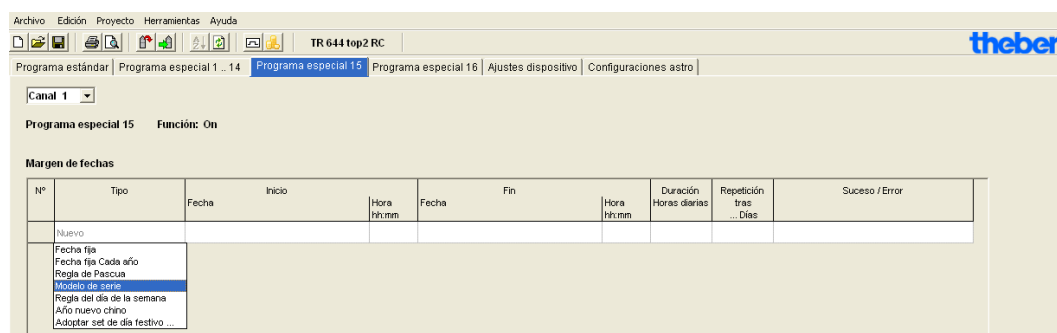 Archivo Edición Proyecto Herramientas Ayuda
TR 644 top2 RC
theben
Programa estándar Programa especial 1 .. 14 Programa especial 15 Programa especial 16 Ajustes dispositivo Configuraciones astro
Canal 1
Programa especial 15 Función: On
Margen de fechas
Nº Tipo Inicio Fin Duración Repetición Suceso / Error
Fecha Hora Fecha Hora Horas diarias tras
hh:mm hh:mm ... Días
Nuevo
Fecha fija
Fecha fija Cada año
Regla de Pascua
Modelo de serie
Regla del día de la semana
Año nuevo chino
Adoptar set de día festivo ...